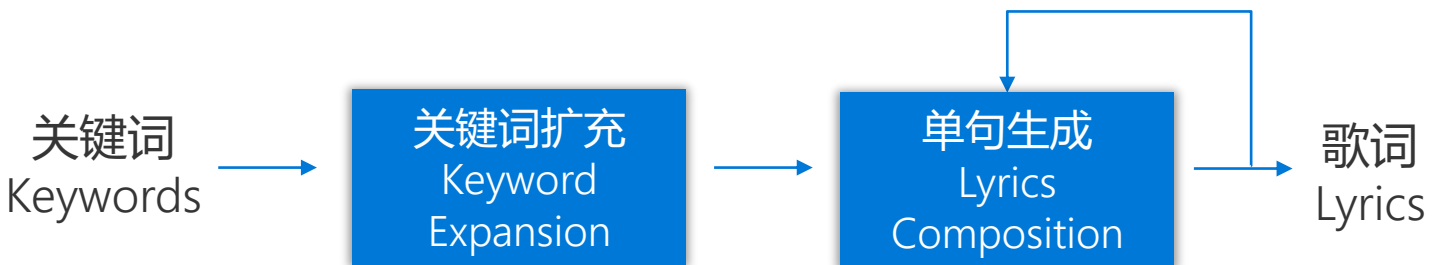 关键词
Keywords
关键词扩充
Keyword
Expansion
单句生成
Lyrics
Composition
歌词
Lyrics